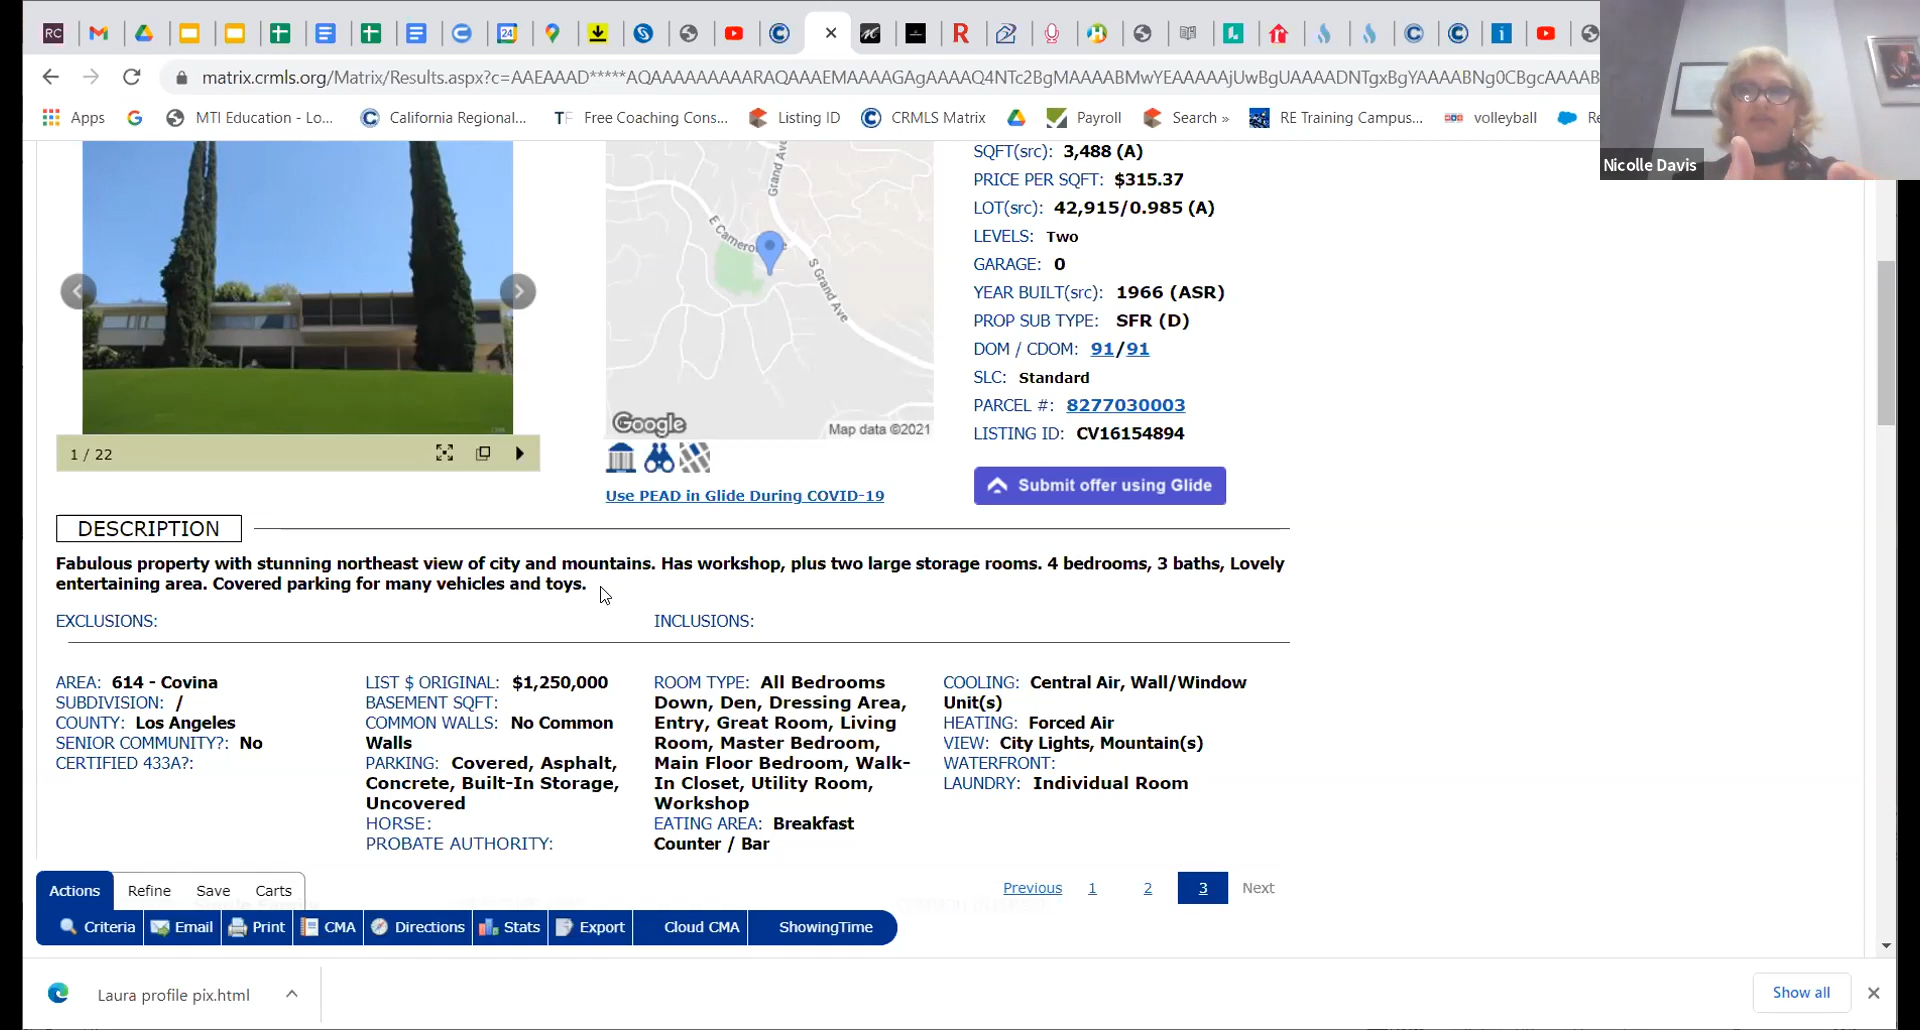 RC
24
R
matrix.crmls.org/Matrix/Results.aspx?c=AAEAAAD*****AQAAAAAAAAARAQAAAEMAAAAGAgAAAAQ4NTc2BgMAAAABMwYEAAAAAjUwBgUAAAADNTgxBgYAAAABNg0CBgcAAAAB
Apps
MTI Education - Lo...
California Regional...
TF Free Coaching Cons...
Listing ID
CRMLS Matrix
Payroll
Search »
RE Training Campus...
volleyball
Re
Nicolle Davis
Grand Ave
E Camero
S Grand Ave
Google
Map data ©2021
1 / 22
Use PEAD in Glide During COVID-19
SQFT(src): 3,488 (A)
PRICE PER SQFT: $315.37
LOT(src): 42,915/0.985 (A)
LEVELS: Two
GARAGE: 0
YEAR BUILT(src): 1966 (ASR)
PROP SUB TYPE: SFR (D)
DOM / CDOM: 91/91
SLC: Standard
PARCEL #: 8277030003
LISTING ID: CV16154894
Submit offer using Glide
DESCRIPTION
Fabulous property with stunning northeast view of city and mountains. Has workshop, plus two large storage rooms. 4 bedrooms, 3 baths, Lovely
entertaining area. Covered parking for many vehicles and toys.
EXCLUSIONS:
INCLUSIONS:
AREA: 614 - Covina
SUBDIVISION: /
COUNTY: Los Angeles
SENIOR COMMUNITY?: No
CERTIFIED 433A?:
LIST $ ORIGINAL: $1,250,000
BASEMENT SQFT:
COMMON WALLS: No Common
Walls
PARKING: Covered, Asphalt,
Concrete, Built-In Storage,
Uncovered
HORSE:
PROBATE AUTHORITY:
ROOM TYPE: All Bedrooms
Down, Den, Dressing Area,
Entry, Great Room, Living
Room, Master Bedroom,
Main Floor Bedroom, Walk-
In Closet, Utility Room,
Workshop
EATING AREA: Breakfast
Counter / Bar
COOLING: Central Air, Wall/Window
Unit(s)
HEATING: Forced Air
VIEW: City Lights, Mountain(s)
WATERFRONT:
LAUNDRY: Individual Room
Actions
Refine
Save
Carts
Previous
1
2
3
Next
Criteria
Email
Print
CMA
Directions
Stats
Export
Cloud CMA
ShowingTime
Laura profile pix.html
Show all